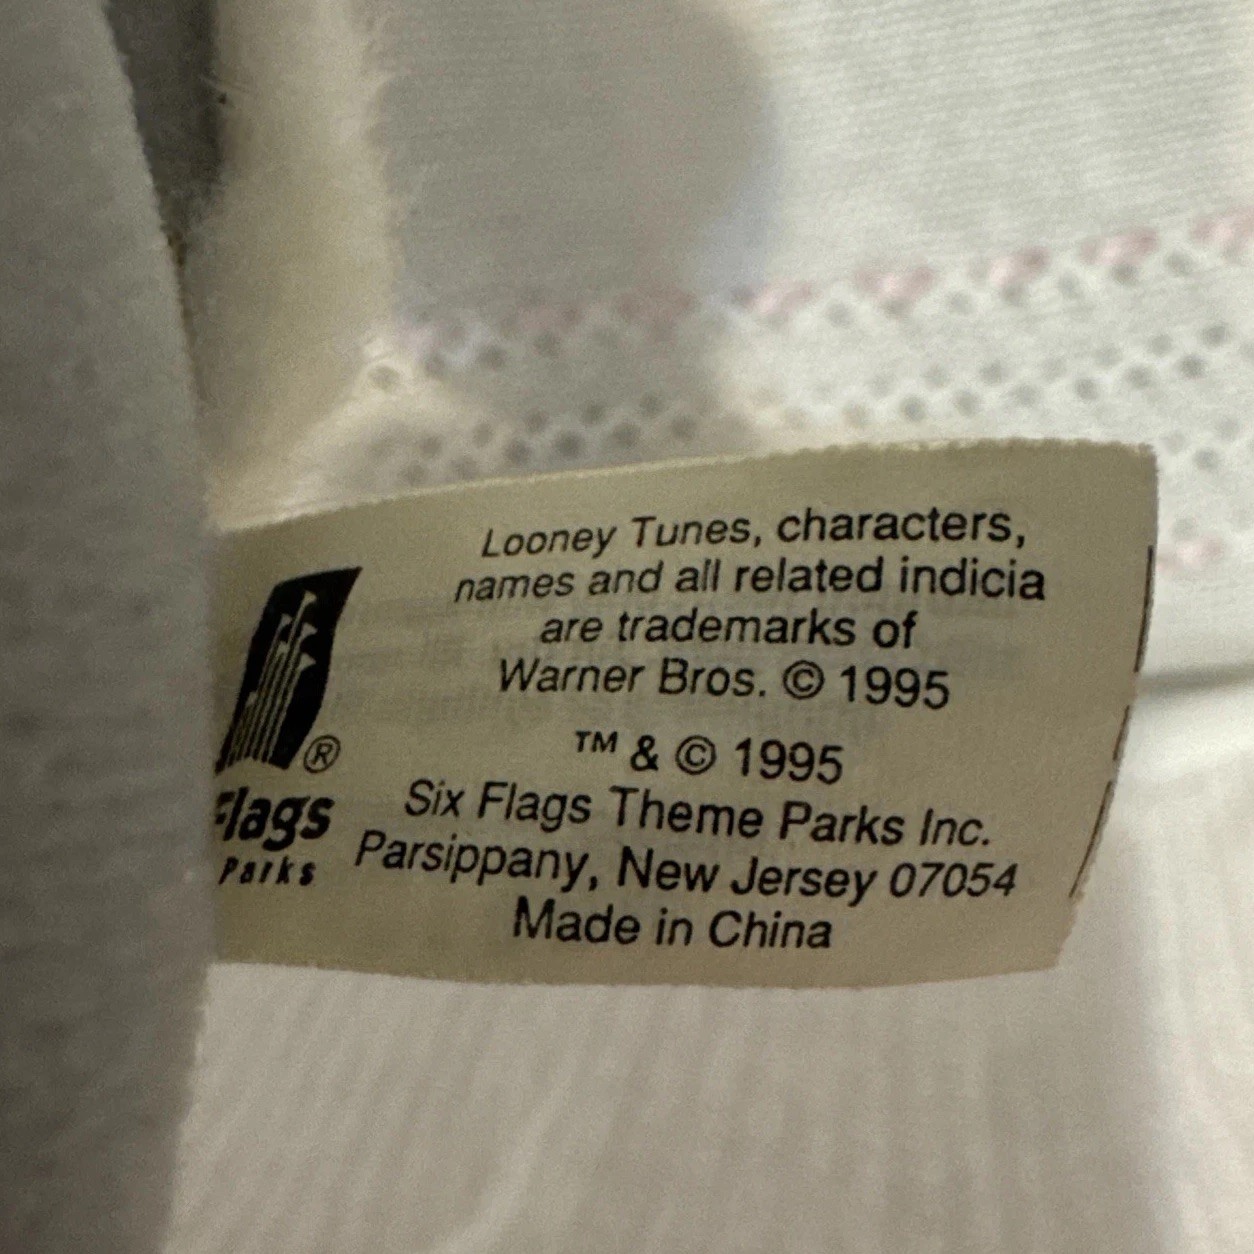 Looney Tunes, characters,
names and all related indicia
are trademarks of
Warner Bros. © 1995
™ & © 1995
Six Flags Theme Parks Inc.
Parsippany, New Jersey 07054
Made in China
®
Flags
Parks